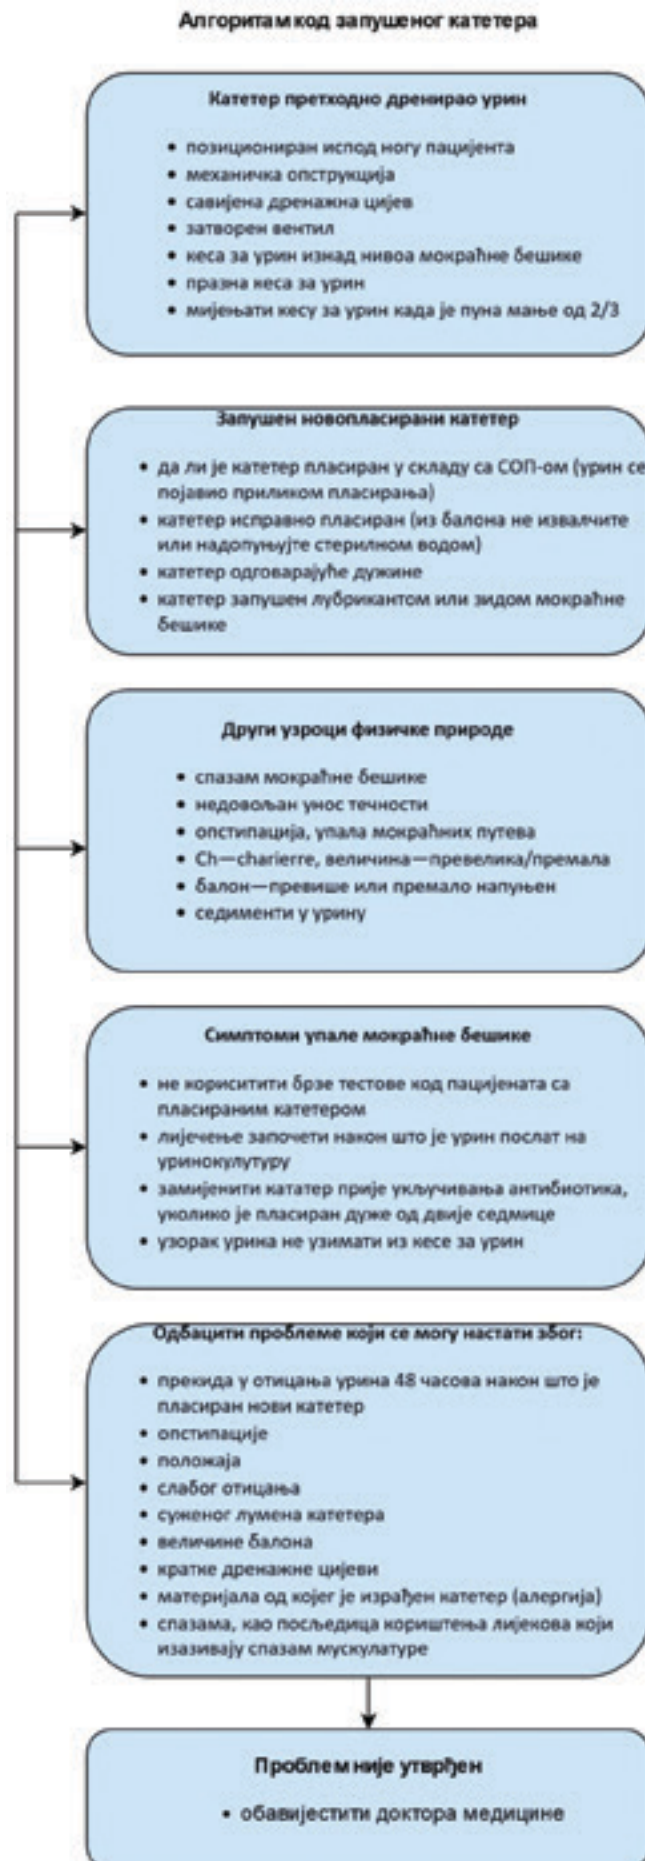 Алгоритам код запушеног катетера
Катетер претходно дренирао урин
• позициониран испод ногу пацијента
• механичка опструкција
• савијена дренажна цијев
• затворен вентил
• кеса за урин изнад нивоа мокраћне бешике
• празна кеса за урин
• мијењати кесу за урин када је пуна мање од 2/3
Запушен новопласирани катетер
• да ли је катетер пласиран у складу са СОП-ом (урин се
појавио приликом пласирања)
• катетер исправно пласиран (из балона не извалчите
или надопуњујте стерилном водом)
• катетер одговарајуће дужине
• катетер запушен лубрикантом или зидом мокраћне
бешике
Други узроци физичке природе
• спазам мокраћне бешике
• недовољан унос течности
• опстипација, упала мокраћних путева
• Ch—charierre, величина—превелика/премала
• балон—превише или премало напуњен
• седименти у урину
Симптоми упале мокраћне бешике
• не кориситити брзе тестове код пацијената са
пласираним катетером
• лијечење започети након што је урин послат на
уринокулутуру
• замијенити кататер прије укључивања антибиотика,
уколико је пласиран дуже од двије седмице
• узорак урина не узимати из кесе за урин
Одбацити проблеме који се могу настати због:
• прекида у отицања урина 48 часова након што је
пласиран нови катетер
• опстипације
• положаја
• слабог отицања
• суженог лумена катетера
• величине балона
• кратке дренажне цијеви
• материјала од којег је израђен катетер (алергија)
• спазама, као посљедица кориштења лијекова који
изазивају спазам мускулатуре
Проблем није утврђен
• обавијестити доктора медицине